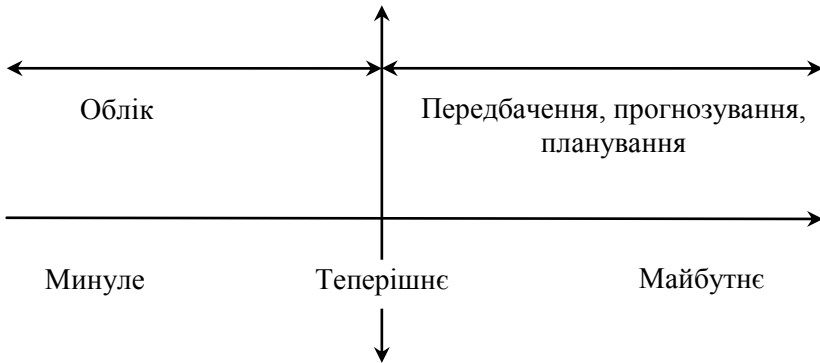 Облік
Передбачення, прогнозування,
планування
Минуле
Теперішнє
Майбутнє